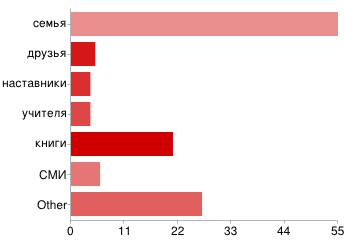 семья
друзья
наставники
учителя
книги
СМИ
Other
0 11 22 33 44 55